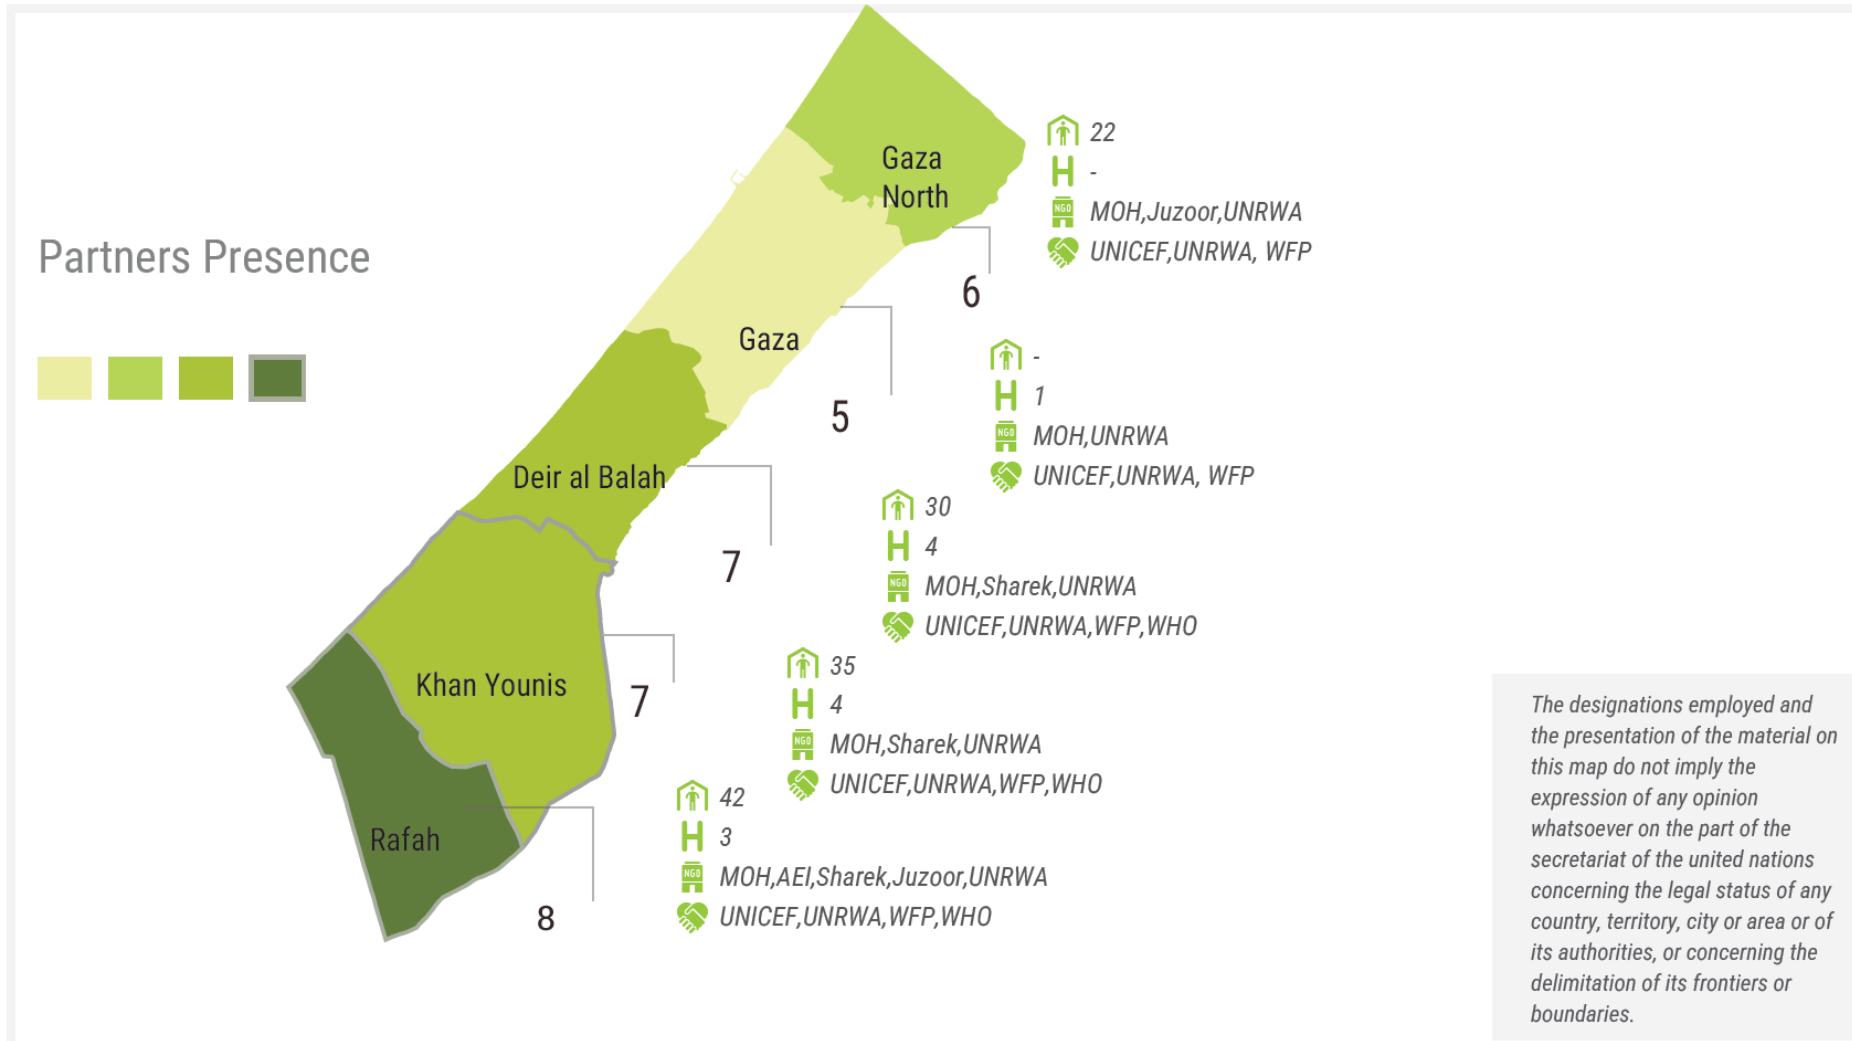 Partners Presence
Gaza
North
22
-
NGO MOH,Juzoor,UNRWA
UNICEF,UNRWA, WFP
6
Gaza
-
H 1
NGO MOH,UNRWA
UNICEF,UNRWA, WFP
5
Deir al Balah
30
H 4
NGO MOH,Sharek,UNRWA
UNICEF,UNRWA,WFP,WHO
7
Khan Younis
35
H 4
NGO MOH,Sharek,UNRWA
UNICEF,UNRWA,WFP,WHO
7
Rafah
42
H 3
NGO MOH,AEI,Sharek,Juzoor,UNRWA
UNICEF,UNRWA,WFP,WHO
8
The designations employed and
the presentation of the material on
this map do not imply the
expression of any opinion
whatsoever on the part of the
secretariat of the united nations
concerning the legal status of any
country, territory, city or area or of
its authorities, or concerning the
delimitation of its frontiers or
boundaries.